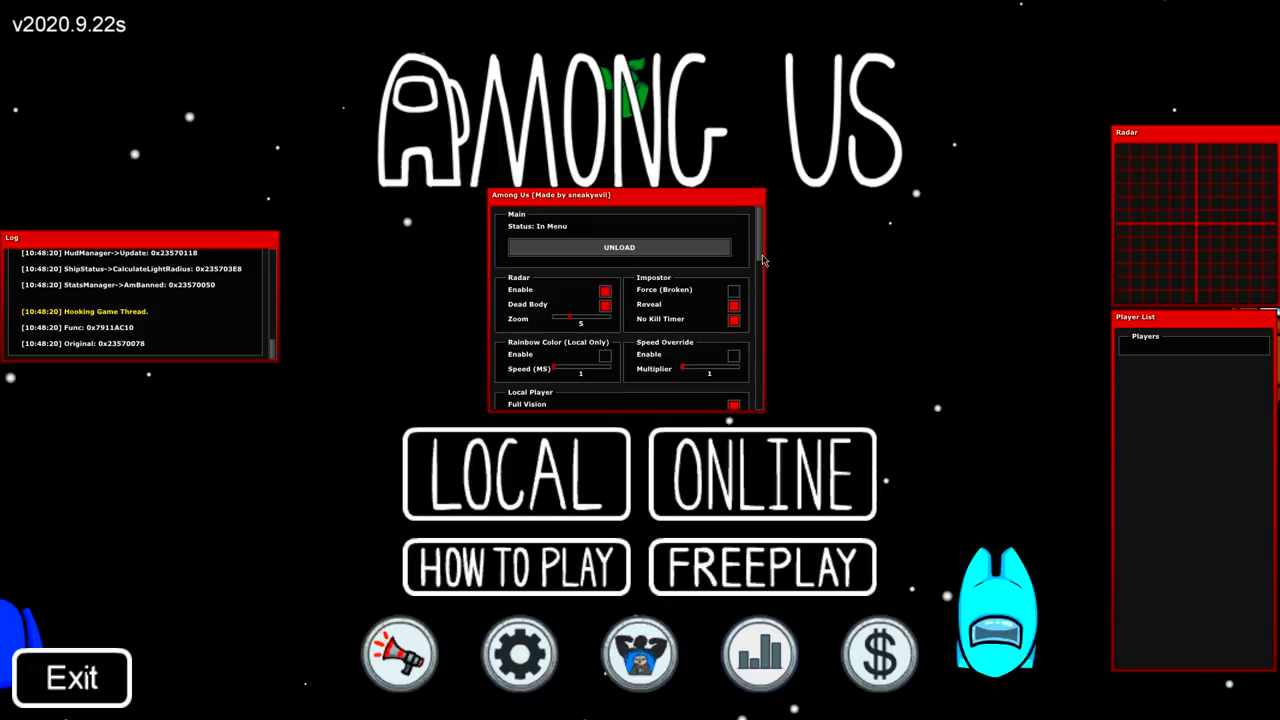 v2020.9.22s
AMONG US
Among Us [Made by sneakyevil]
Main
Status: In Menu
UNLOAD
Radar
Enable
Dead Body
Zoom
5
Impostor
Force (Broken)
Reveal
No Kill Timer
Rainbow Color (Local Only)
Enable
Speed (MS)
1
Speed Override
Enable
Multiplier
1
Local Player
Full Vision
Log
[10:48:20] HudManager->Update: 0x23570118
[10:48:20] ShipStatus->CalculateLightRadius: 0x235703E8
[10:48:20] StatsManager->AmBanned: 0x23570050
[10:48:20] Hooking Game Thread.
[10:48:20] Func: 0x7911AC10
[10:48:20] Original: 0x23570078
Radar
Player List
Players
LOCAL
ONLINE
HOW TO PLAY
FREEPLAY
$
Exit